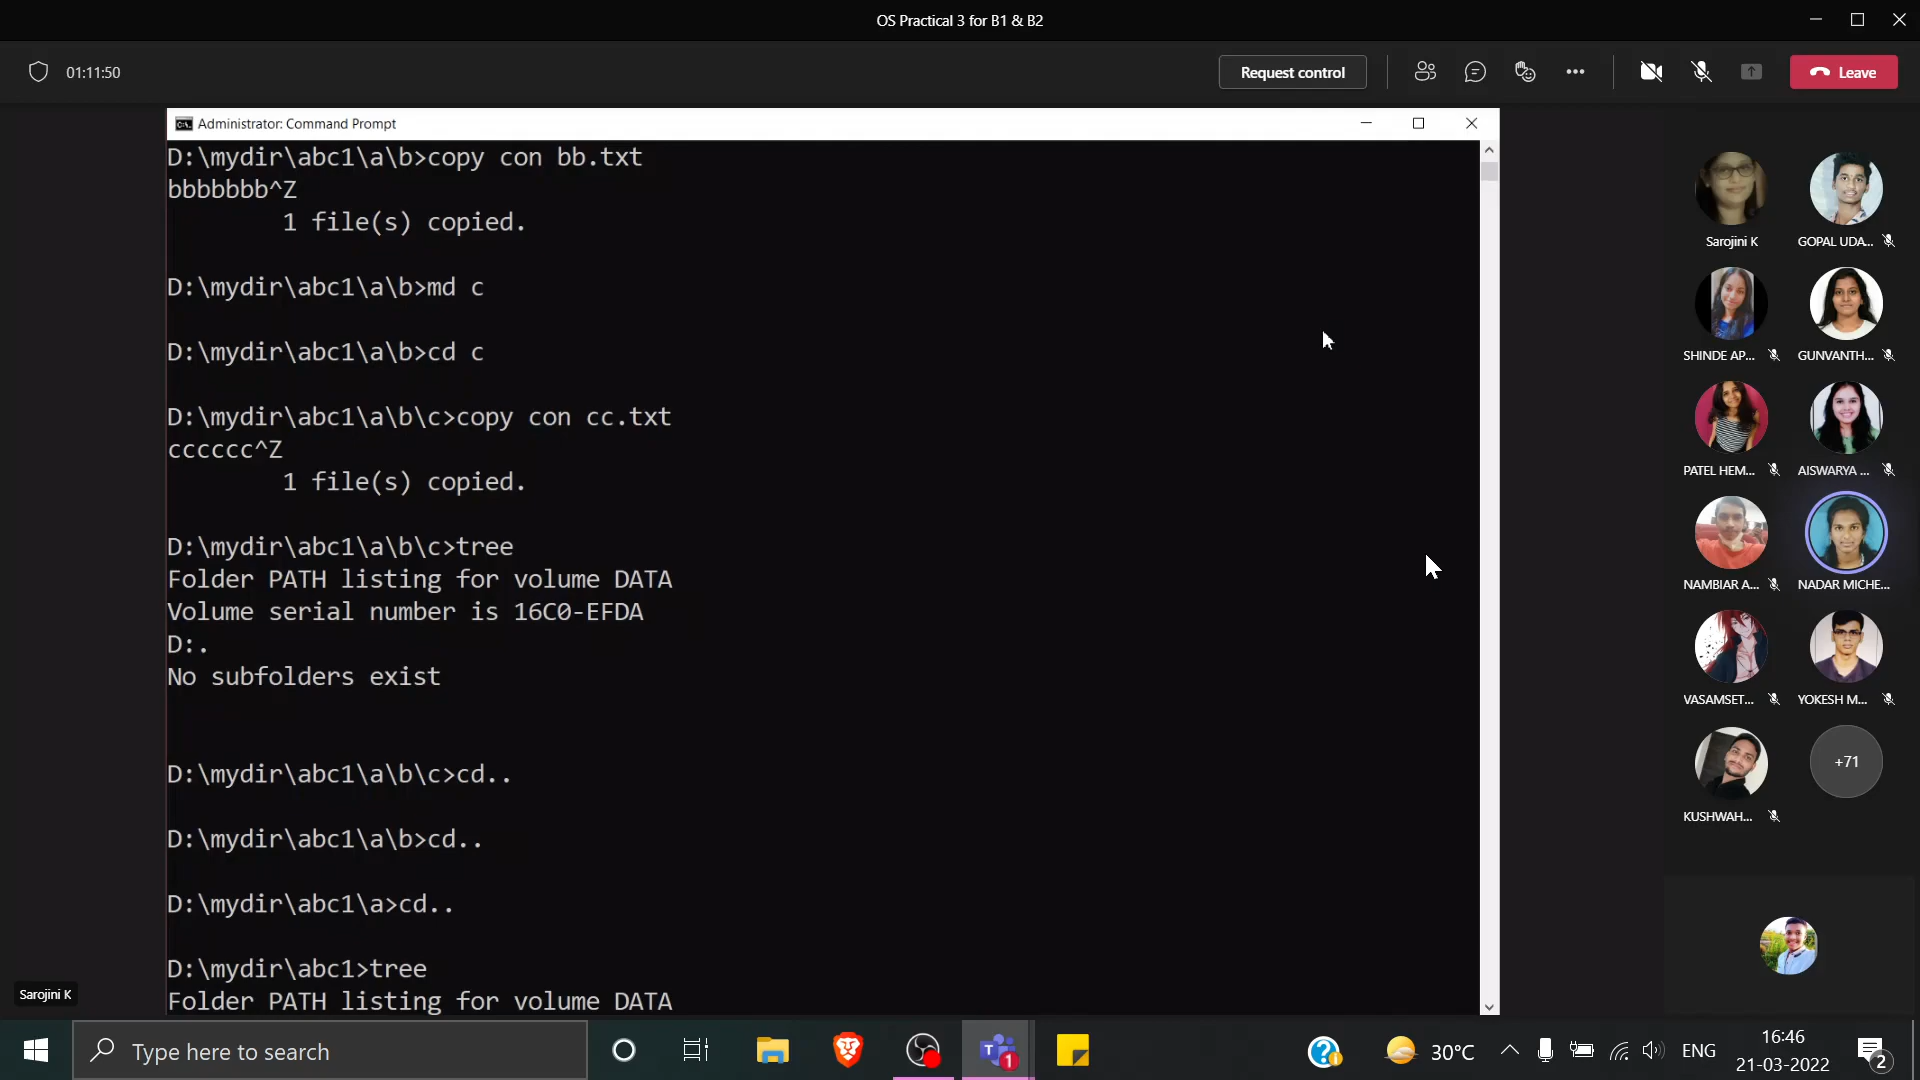 OS Practical 3 for B1 & B2
01:11:50
Request control
Leave
Administrator: Command Prompt
D:\mydir\abc1\a\b>copy con bb.txt
bbbbbbb^Z
1 file(s) copied.
D:\mydir\abc1\a\b>md c
D:\mydir\abc1\a\b>cd c
D:\mydir\abc1\a\b\c>copy con cc.txt
cccccc^Z
1 file(s) copied.
D:\mydir\abc1\a\b\c>tree
Folder PATH listing for volume DATA
Volume serial number is 16C0-EFDA
D:.
No subfolders exist
D:\mydir\abc1\a\b\c>cd..
D:\mydir\abc1\a\b>cd..
D:\mydir\abc1\a>cd..
D:\mydir\abc1>tree
Folder PATH listing for volume DATA
Sarojini K
GOPAL UDA...
SHINDE AP...
GUNVANTH...
PATEL HEM...
AISWARYA ...
NAMBIAR A...
NADAR MICHE...
VASAMSET...
YOKESH M...
KUSHWAH...
+71
Sarojini K
Type here to search
1
30°C
ENG
16:46
21-03-2022
2